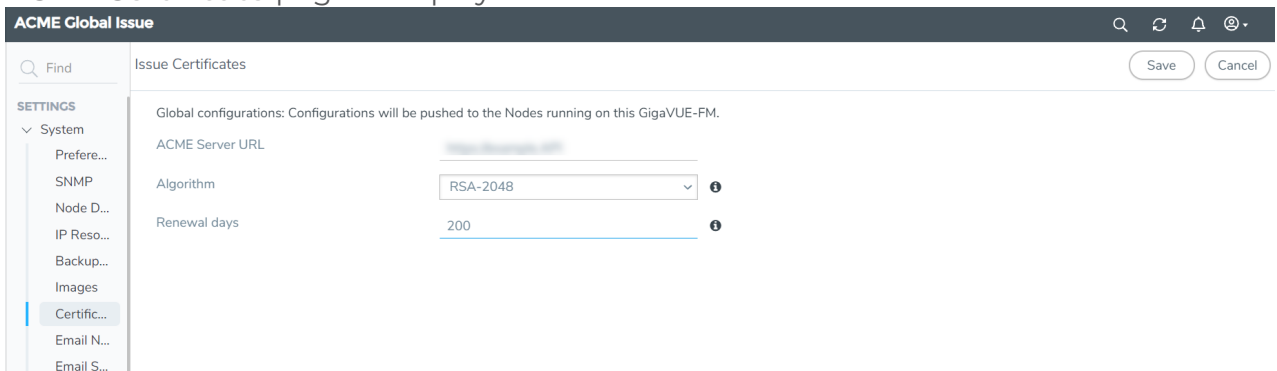 ACME Global Issue
Find
Issue Certificates
Save
Cancel
SETTINGS
System
Prefere...
SNMP
Node D...
IP Reso...
Backup...
Images
Certific...
Email N...
Email S...
Global configurations: Configurations will be pushed to the Nodes running on this GigaVUE-FM.
ACME Server URL
Algorithm
RSA-2048
Renewal days
200